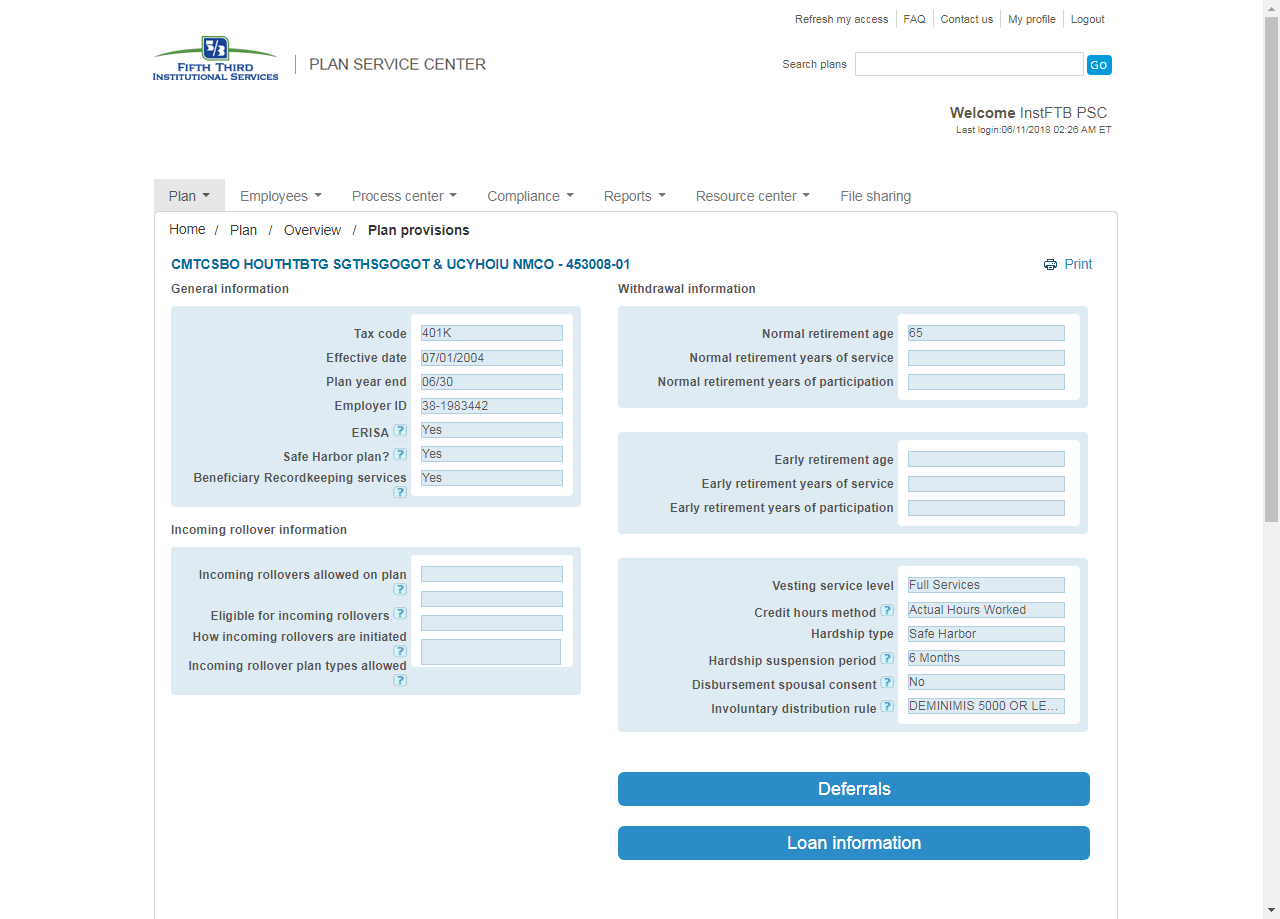 Refresh my access FAQ Contact us My profile Logout
5/3
FIFTH THIRD
INSTITUTIONAL SERVICES
PLAN SERVICE CENTER
Search plans Go
Welcome InstFTB PSC
Last login:06/11/2018 02:26 AM ET
Plan Employees Process center Compliance Reports Resource center File sharing
Home / Plan / Overview / Plan provisions
CMTCSBO HOUTHTBTG SGTHSGOGOT & UCYHOIU NMCO - 453008-01
Print
General information
Tax code 401K
Effective date 07/01/2004
Plan year end 06/30
Employer ID 38-1983442
ERISA ? Yes
Safe Harbor plan? ? Yes
Beneficiary Recordkeeping services Yes
?
Incoming rollover information
Incoming rollovers allowed on plan
?
Eligible for incoming rollovers ?
How incoming rollovers are initiated
?
Incoming rollover plan types allowed
?
Withdrawal information
Normal retirement age 65
Normal retirement years of service
Normal retirement years of participation
Early retirement age
Early retirement years of service
Early retirement years of participation
Vesting service level Full Services
Credit hours method ? Actual Hours Worked
Hardship type Safe Harbor
Hardship suspension period ? 6 Months
Disbursement spousal consent ? No
Involuntary distribution rule ? DEMINIMIS 5000 OR LE...
Deferrals
Loan information